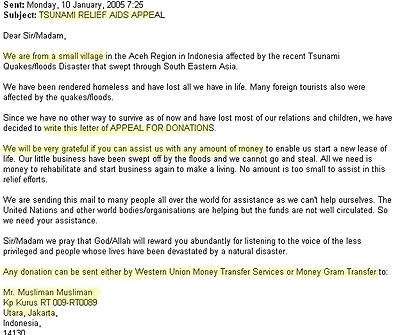 Sent: Monday, 10 January, 2005 7:25
Subject: TSUNAMI RELIEF AIDS APPEAL
Dear Sir/Madam,
We are from a small village in the Aceh Region in Indonesia affected by the recent Tsunami
Quakes/floods Disaster that swept through South Eastern Asia.
We have been rendered homeless and have lost all we have in life. Many foreign tourists also were
affected by the quakes/floods.
Since we have no other way to survive as of now and have lost most of our relations and children, we have
decided to write this letter of APPEAL FOR DONATIONS.
We will be very grateful if you can assist us with any amount of money to enable us start a new lease of
life. Our little business have been swept off by the floods and we cannot go and steal. All we need is
money to rehabilitate and start business again to make a living. No amount is too small to assist in this
relief efforts.
We are sending this mail to many people all over the world for assistance as we can't help ourselves. The
United Nations and other world bodies/organisations are helping but the funds are not well circulated. So
we need your assistance.
Sir/Madam we pray that God/Allah will reward you abundantly for listening to the voice of the less
privileged and people whose lives have been devastated by a natural disaster.
Any donation can be sent either by Western Union Money Transfer Services or Money Gram Transfer to:
Mr. Musliman Musliman
Kp Kurus RT 009-RT0089
Utara, Jakarta,
Indonesia,
14130